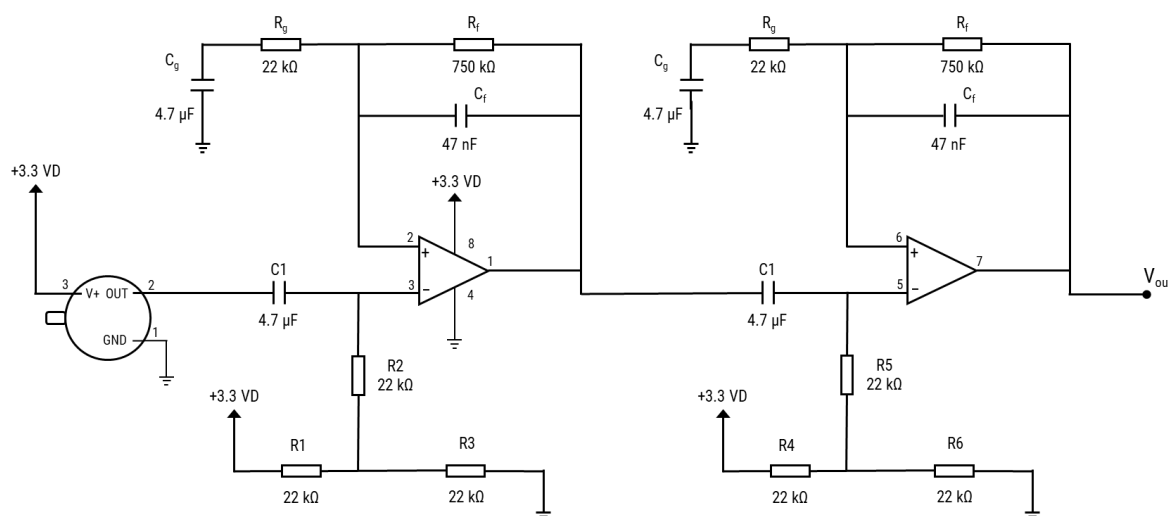 Rg
Rf
Rg
Rf
Cg
22 kΩ
750 kΩ
Cg
22 kΩ
750 kΩ
Cf
Cf
4.7 µF
4.7 µF
47 nF
47 nF
+3.3 VD
+3.3 VD
2
+
8
1
6
+
7
C1
C1
3
V+ OUT
2
3
−
4
5
−
Vou
4.7 µF
4.7 µF
GND
1
R2
22 kΩ
R5
22 kΩ
+3.3 VD
+3.3 VD
R1
R3
R4
R6
22 kΩ
22 kΩ
22 kΩ
22 kΩ